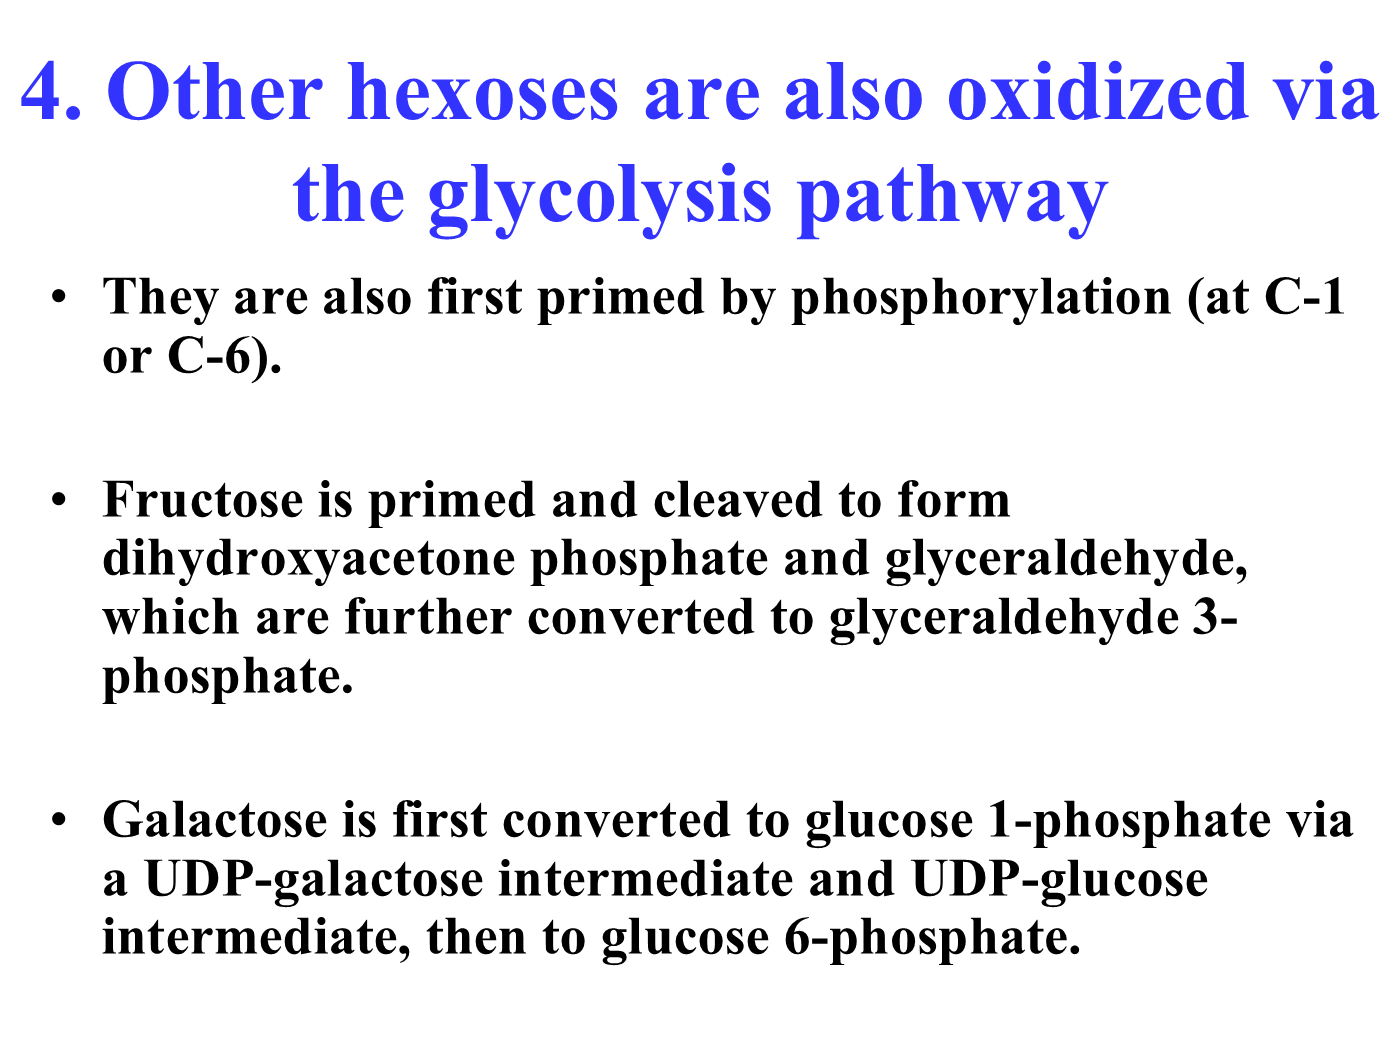 4. Other hexoses are also oxidized via
the glycolysis pathway
• They are also first primed by phosphorylation (at C-1
or C-6).
• Fructose is primed and cleaved to form
dihydroxyacetone phosphate and glyceraldehyde,
which are further converted to glyceraldehyde 3-
phosphate.
• Galactose is first converted to glucose 1-phosphate via
a UDP-galactose intermediate and UDP-glucose
intermediate, then to glucose 6-phosphate.